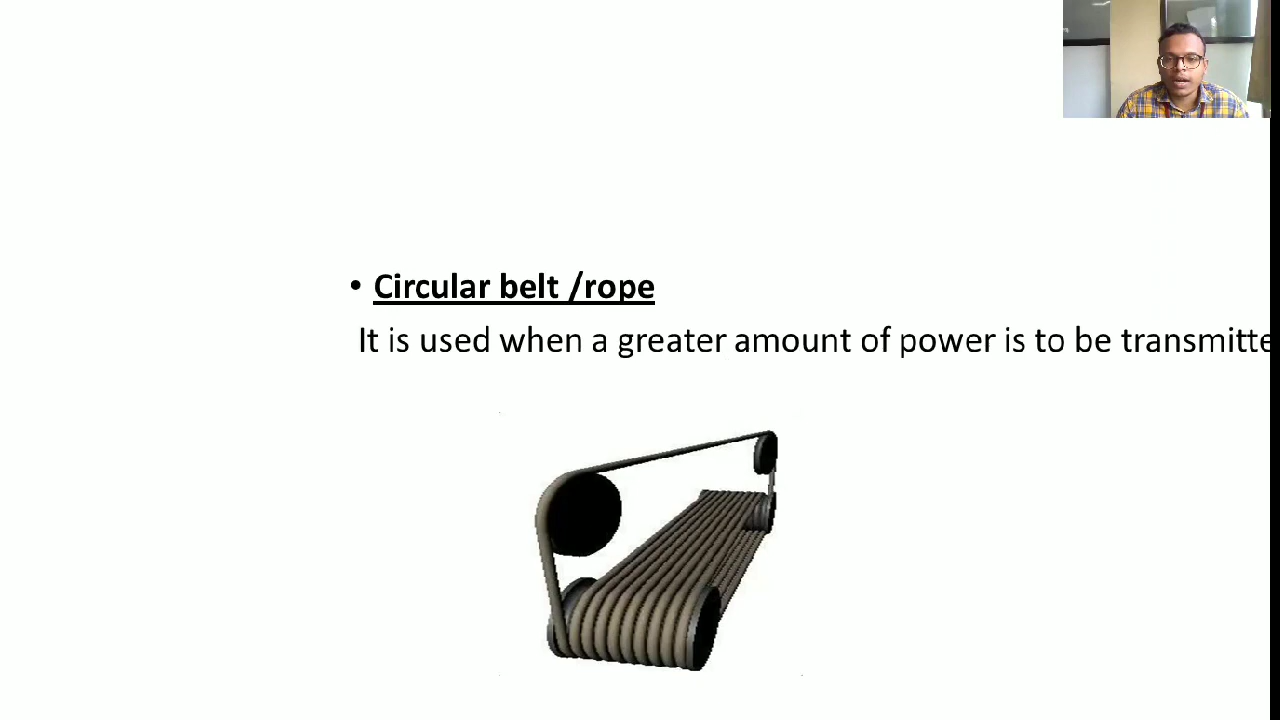 • Circular belt /rope
It is used when a greater amount of power is to be transmitte